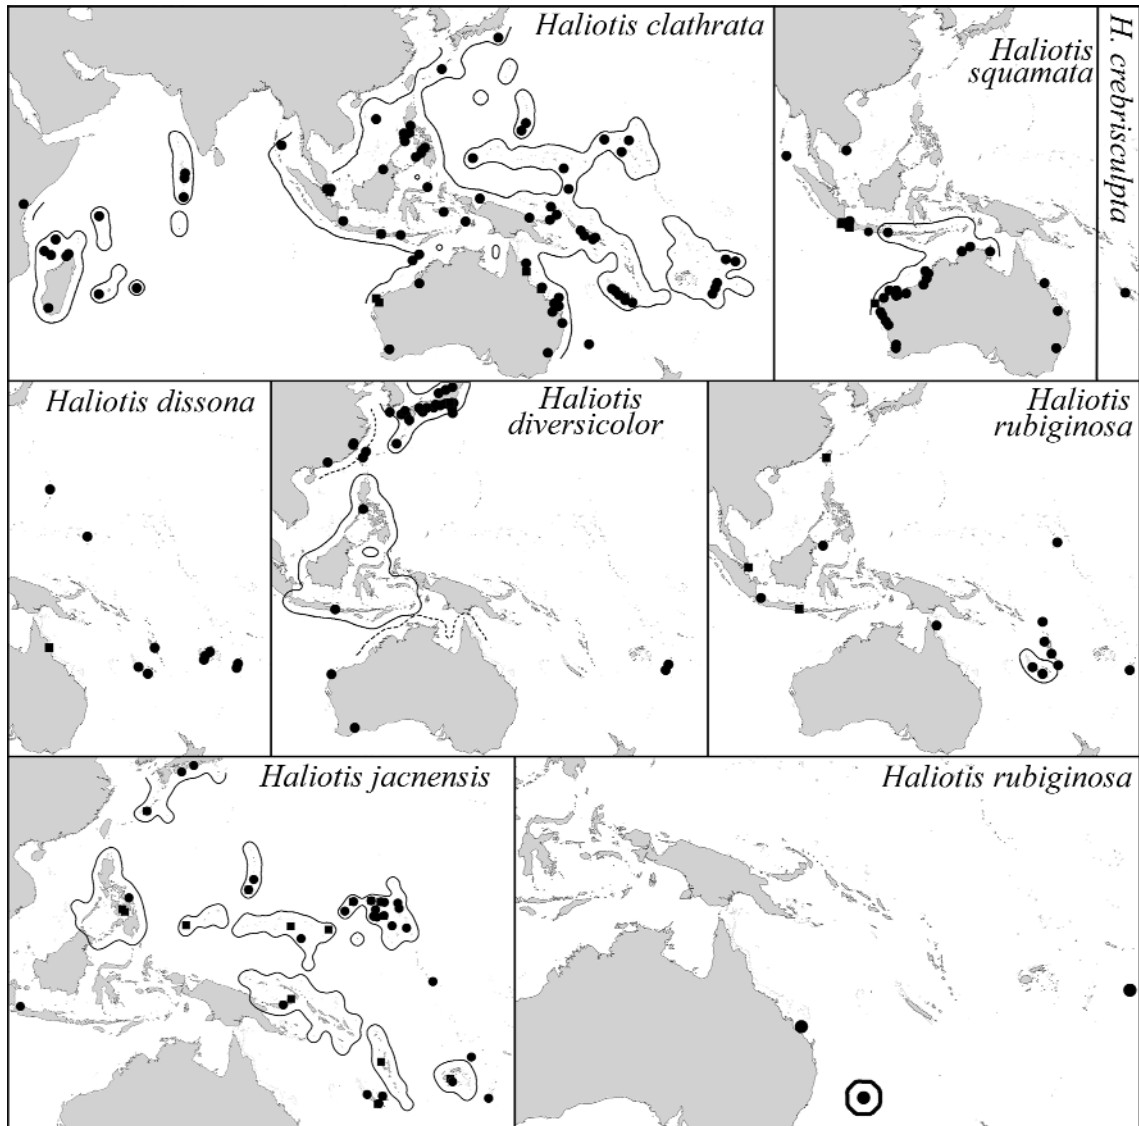 Haliotis clathrata
Haliotis
squamata
H. crebrisculpta
Haliotis dissona
Haliotis
diversicolor
Haliotis
rubiginosa
Haliotis jacnensis
Haliotis rubiginosa